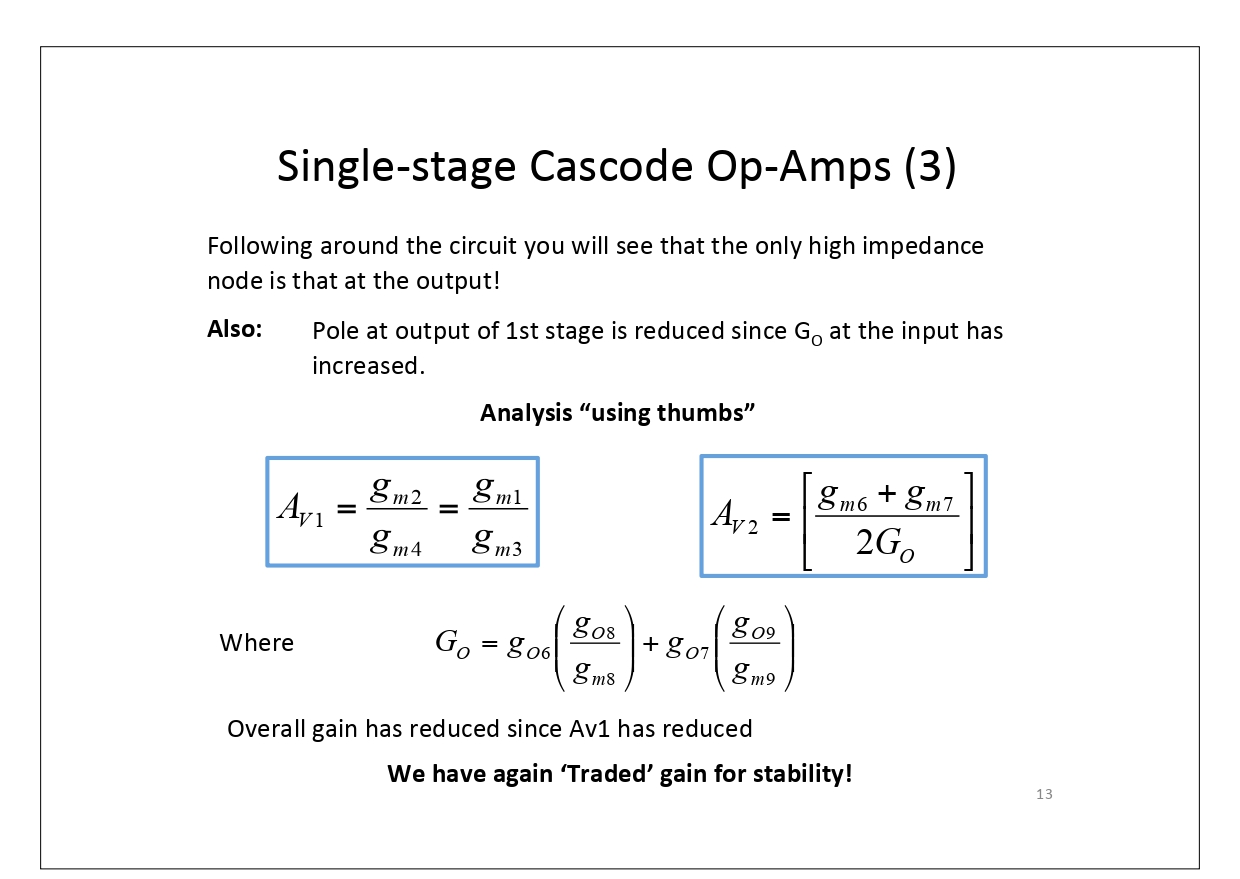 Single-stage Cascode Op-Amps (3)
Following around the circuit you will see that the only high impedance
node is that at the output!
Also: Pole at output of 1st stage is reduced since G_O at the input has
increased.
Analysis “using thumbs”
A_{V1} = \frac{g_{m2}}{g_{m4}} = \frac{g_{m1}}{g_{m3}}
A_{V2} = \left[ \frac{g_{m6} + g_{m7}}{2G_O} \right]
Where G_O = g_{O6} \left( \frac{g_{O8}}{g_{m8}} \right) + g_{O7} \left( \frac{g_{O9}}{g_{m9}} \right)
Overall gain has reduced since Av1 has reduced
We have again ‘Traded’ gain for stability!
13